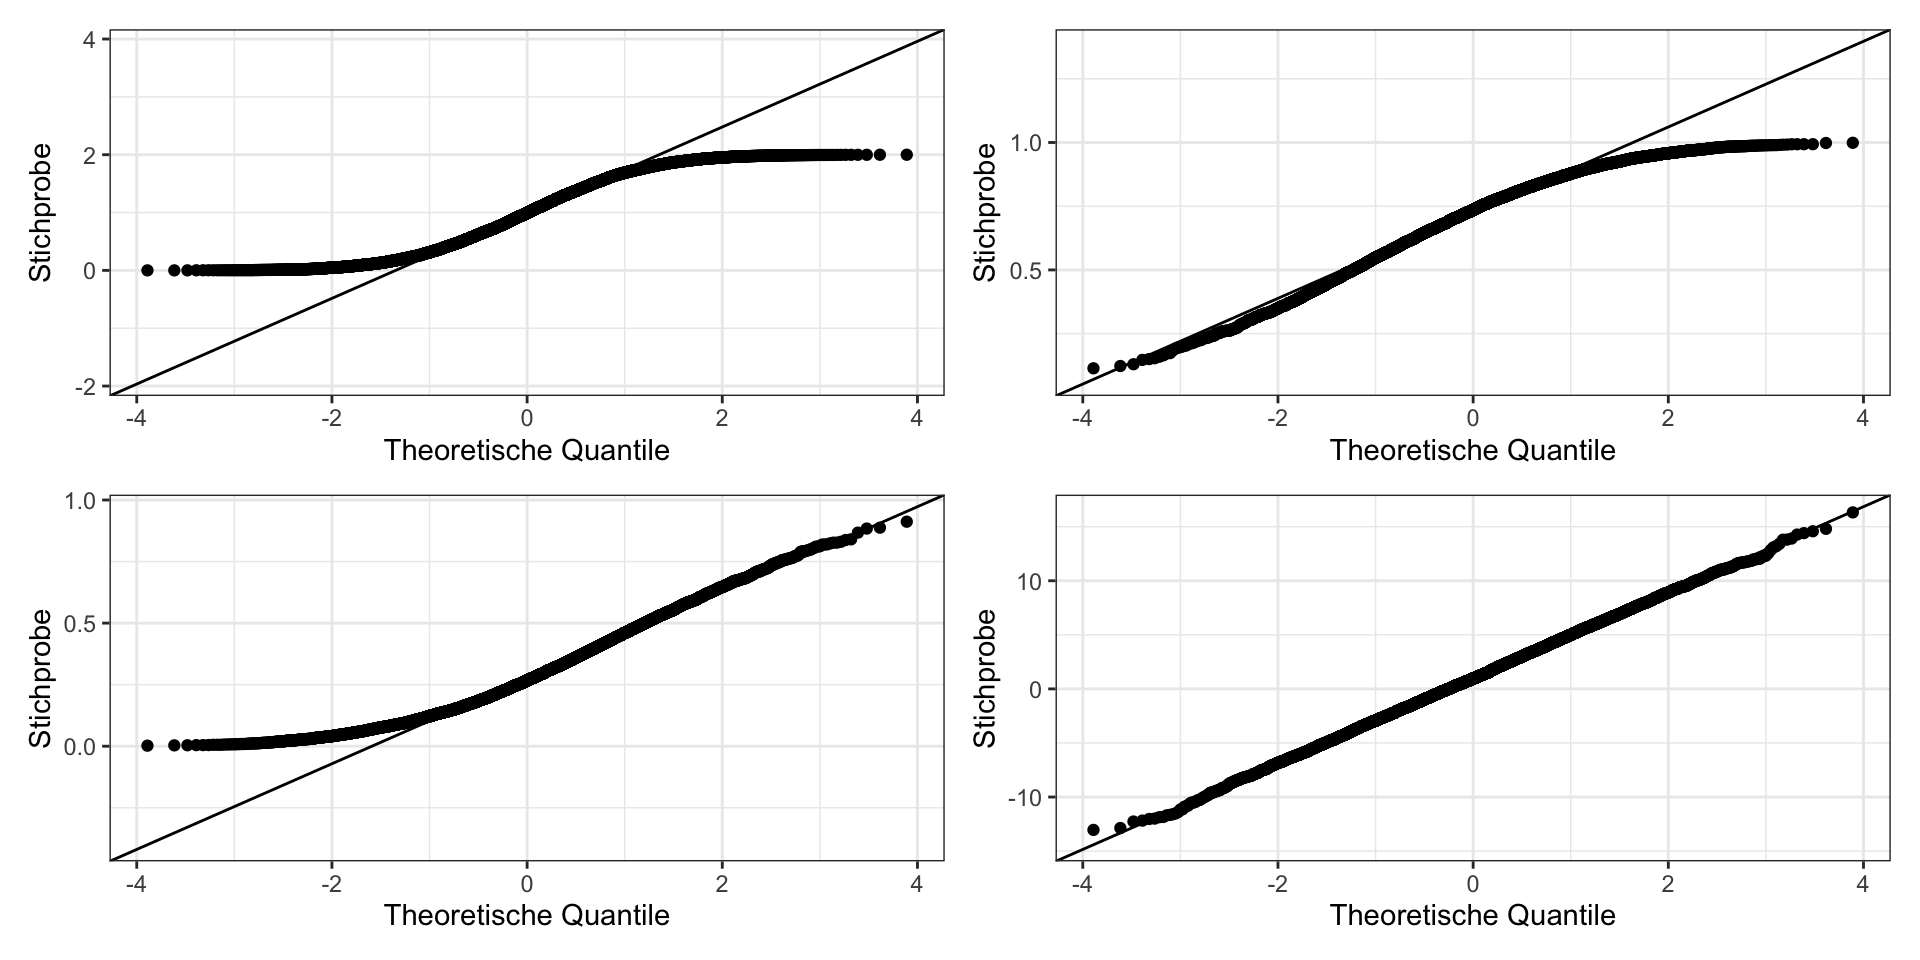 4
2
0
-2
Stichprobe
-4 -2 0 2 4
Theoretische Quantile
1.0
0.5
Stichprobe
-4 -2 0 2 4
Theoretische Quantile
1.0
0.5
0.0
Stichprobe
-4 -2 0 2 4
Theoretische Quantile
10
0
-10
Stichprobe
-4 -2 0 2 4
Theoretische Quantile